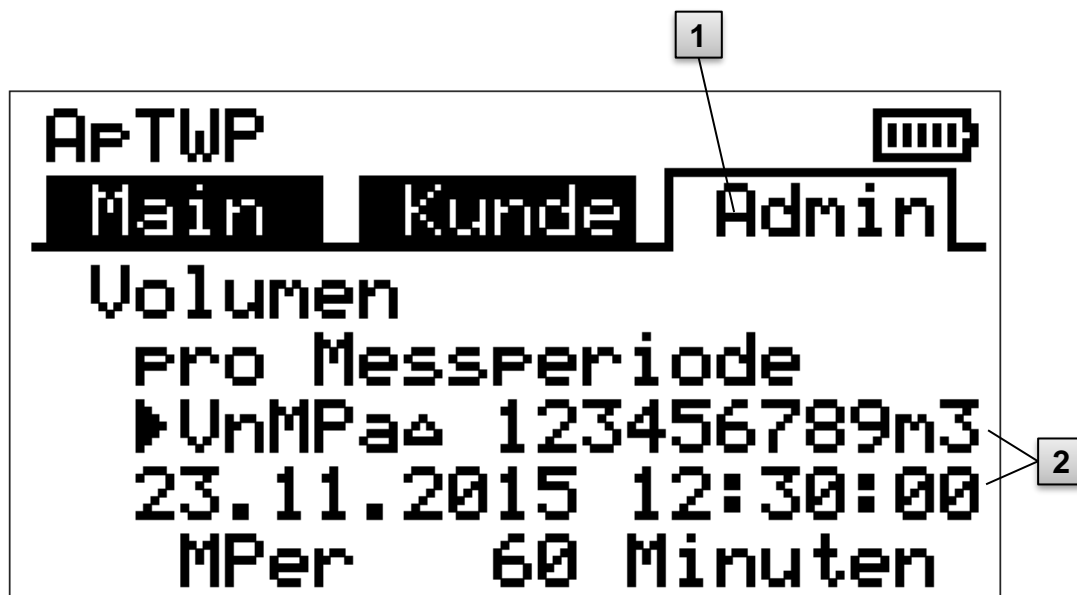 1
ApTWP
Main Kunde Admin
Volumen
pro Messperiode
VnMPa 123456789m3
2
23.11.2015 12:30:00
MPer 60 Minuten